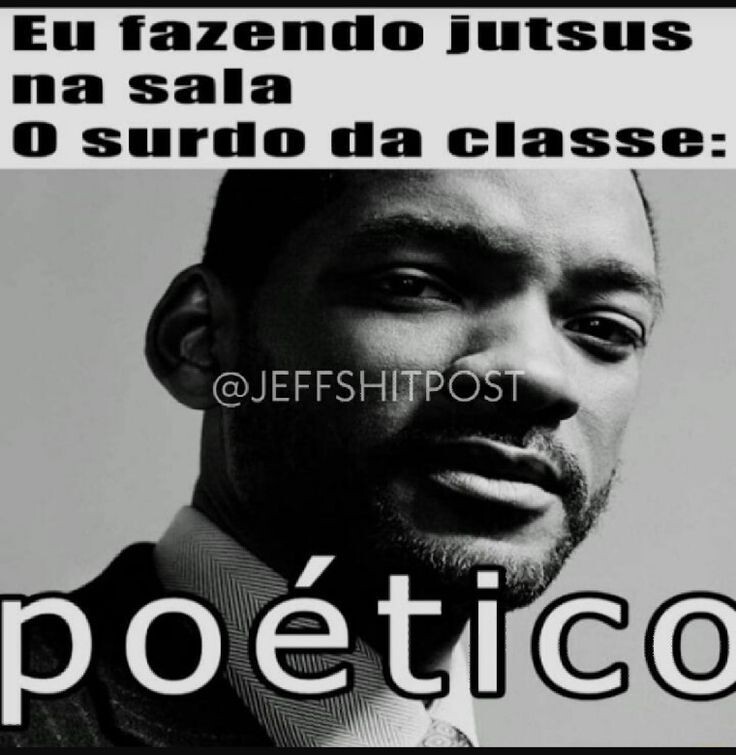 Eu fazendo jutsus
na sala
O surdo da classe:
@JEFFSHITPOST
poético